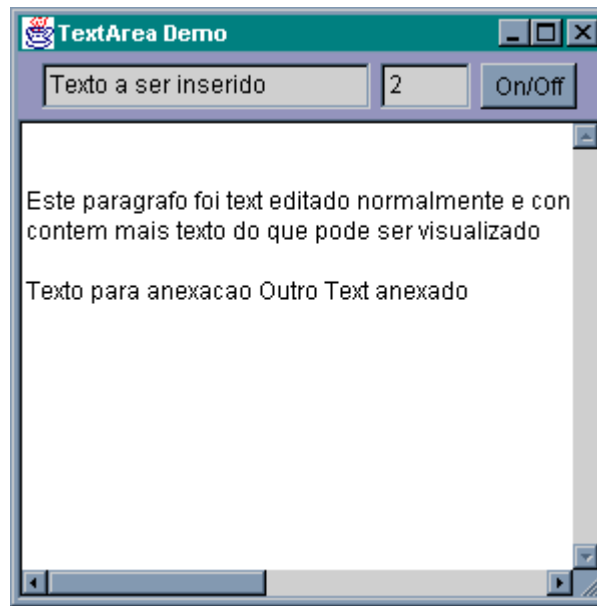 TextArea Demo
Texto a ser inserido 2 On/Off
Este paragrafo foi text editado normalmente e con
contem mais texto do que pode ser visualizado
Texto para anexacao Outro Text anexado